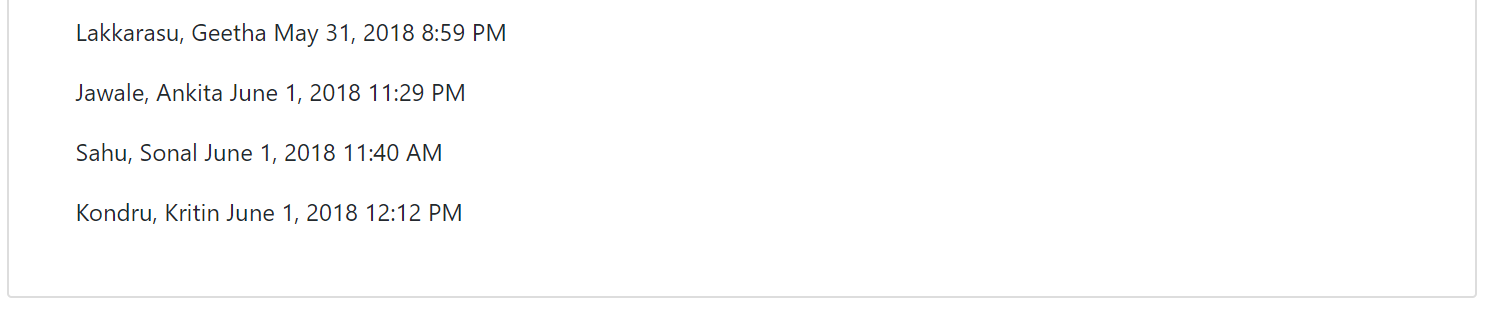 Lakkarasu, Geetha May 31, 2018 8:59 PM
Jawale, Ankita June 1, 2018 11:29 PM
Sahu, Sonal June 1, 2018 11:40 AM
Kondru, Kritin June 1, 2018 12:12 PM